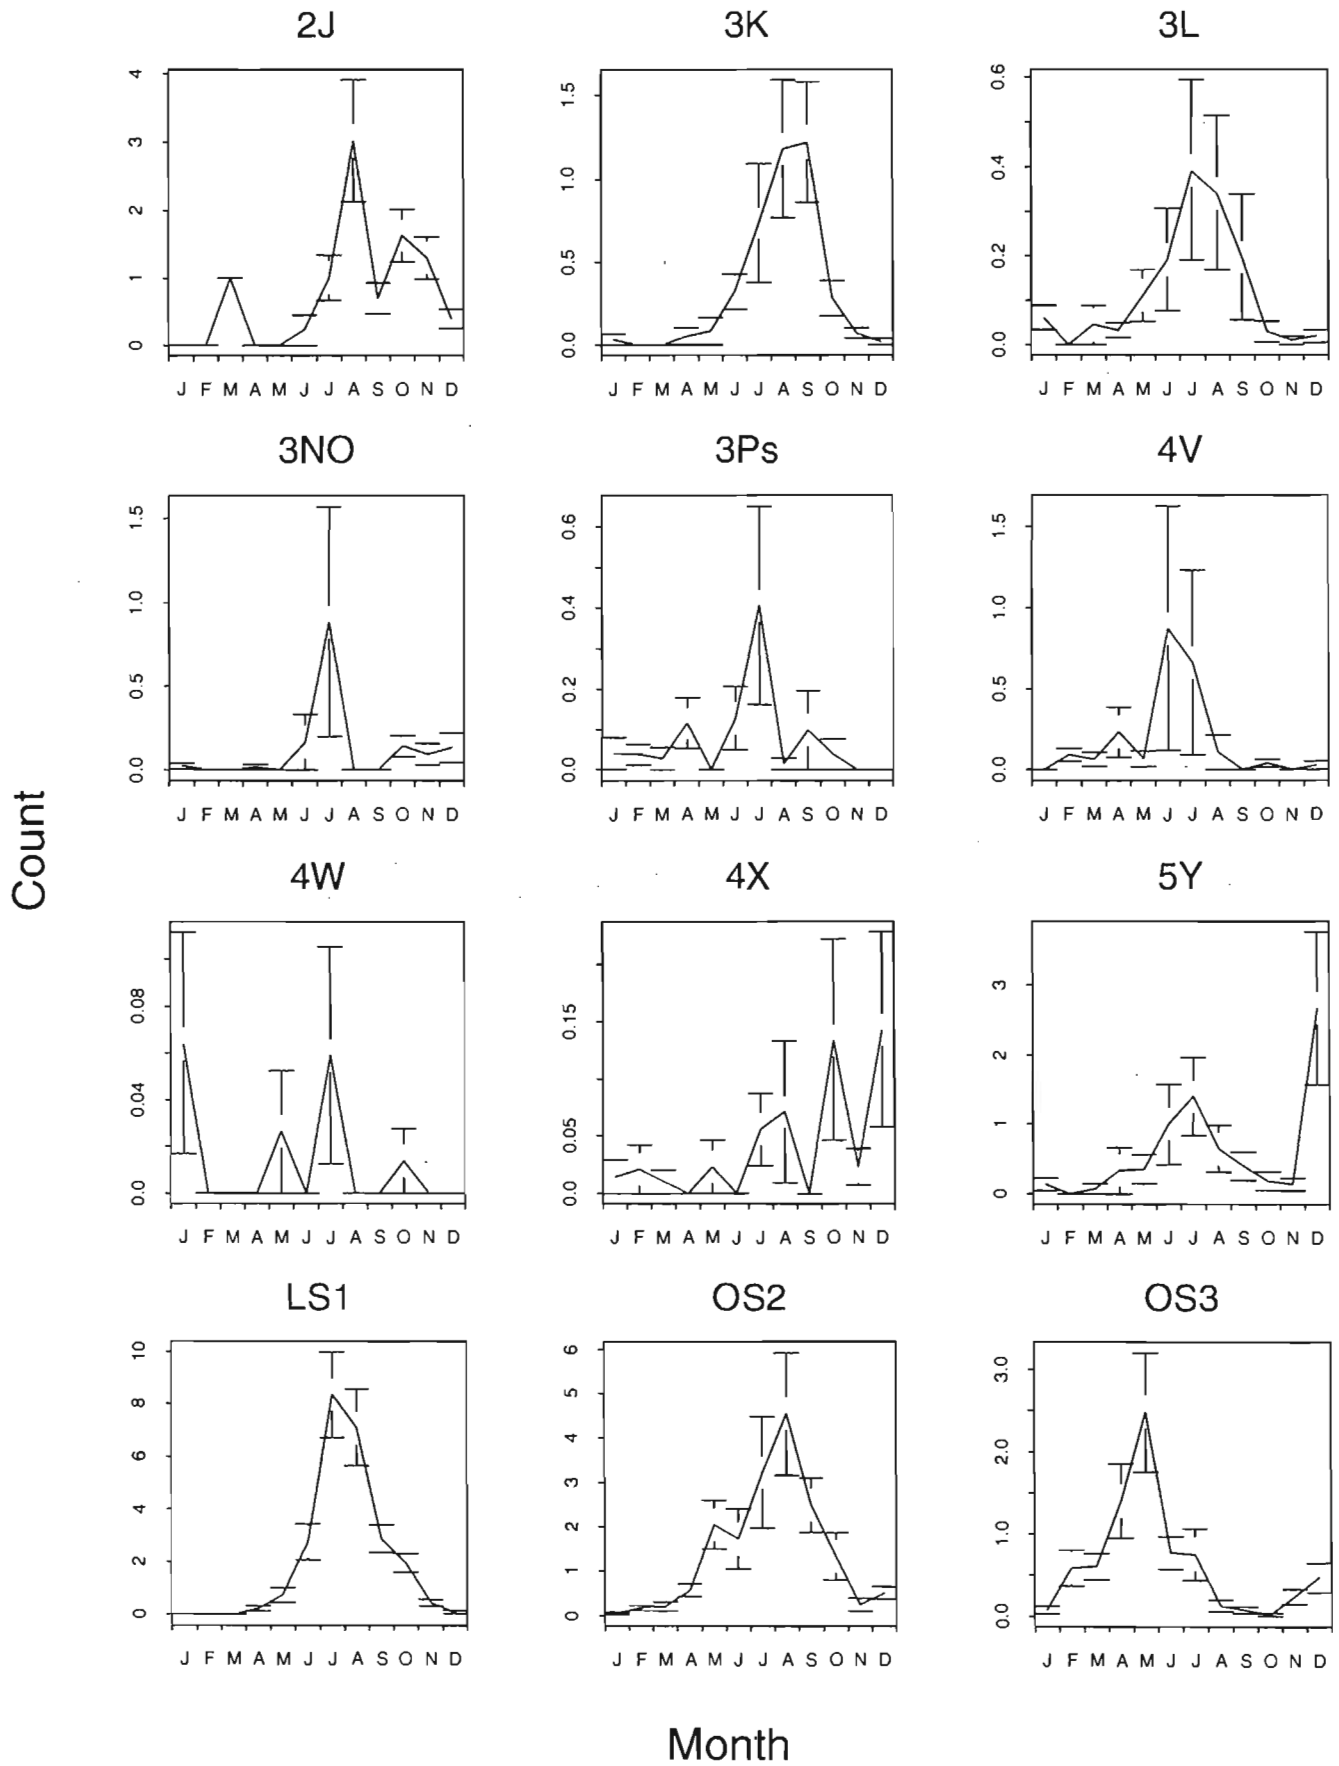 2J 3K 3L
4 1.5 0.6
3 1.0 0.4
2 0.5 0.2
1 0.0 0.0
0
J F M A M J J A S O N D J F M A M J J A S O N D J F M A M J J A S O N D
3NO 3Ps 4V
1.5 0.6 1.5
1.0 0.4 1.0
0.5 0.2 0.5
0.0 0.0 0.0
J F M A M J J A S O N D J F M A M J J A S O N D J F M A M J J A S O N D
Count
4W 4X 5Y
0.08 0.15 3
0.04 0.05 2
0.0 0.0 1
0
J F M A M J J A S O N D J F M A M J J A S O N D J F M A M J J A S O N D
LS1 OS2 OS3
10 6 3.0
8 5 2.0
6 4 1.0
4 3 0.0
2 2
0 1
0
J F M A M J J A S O N D J F M A M J J A S O N D J F M A M J J A S O N D
Month